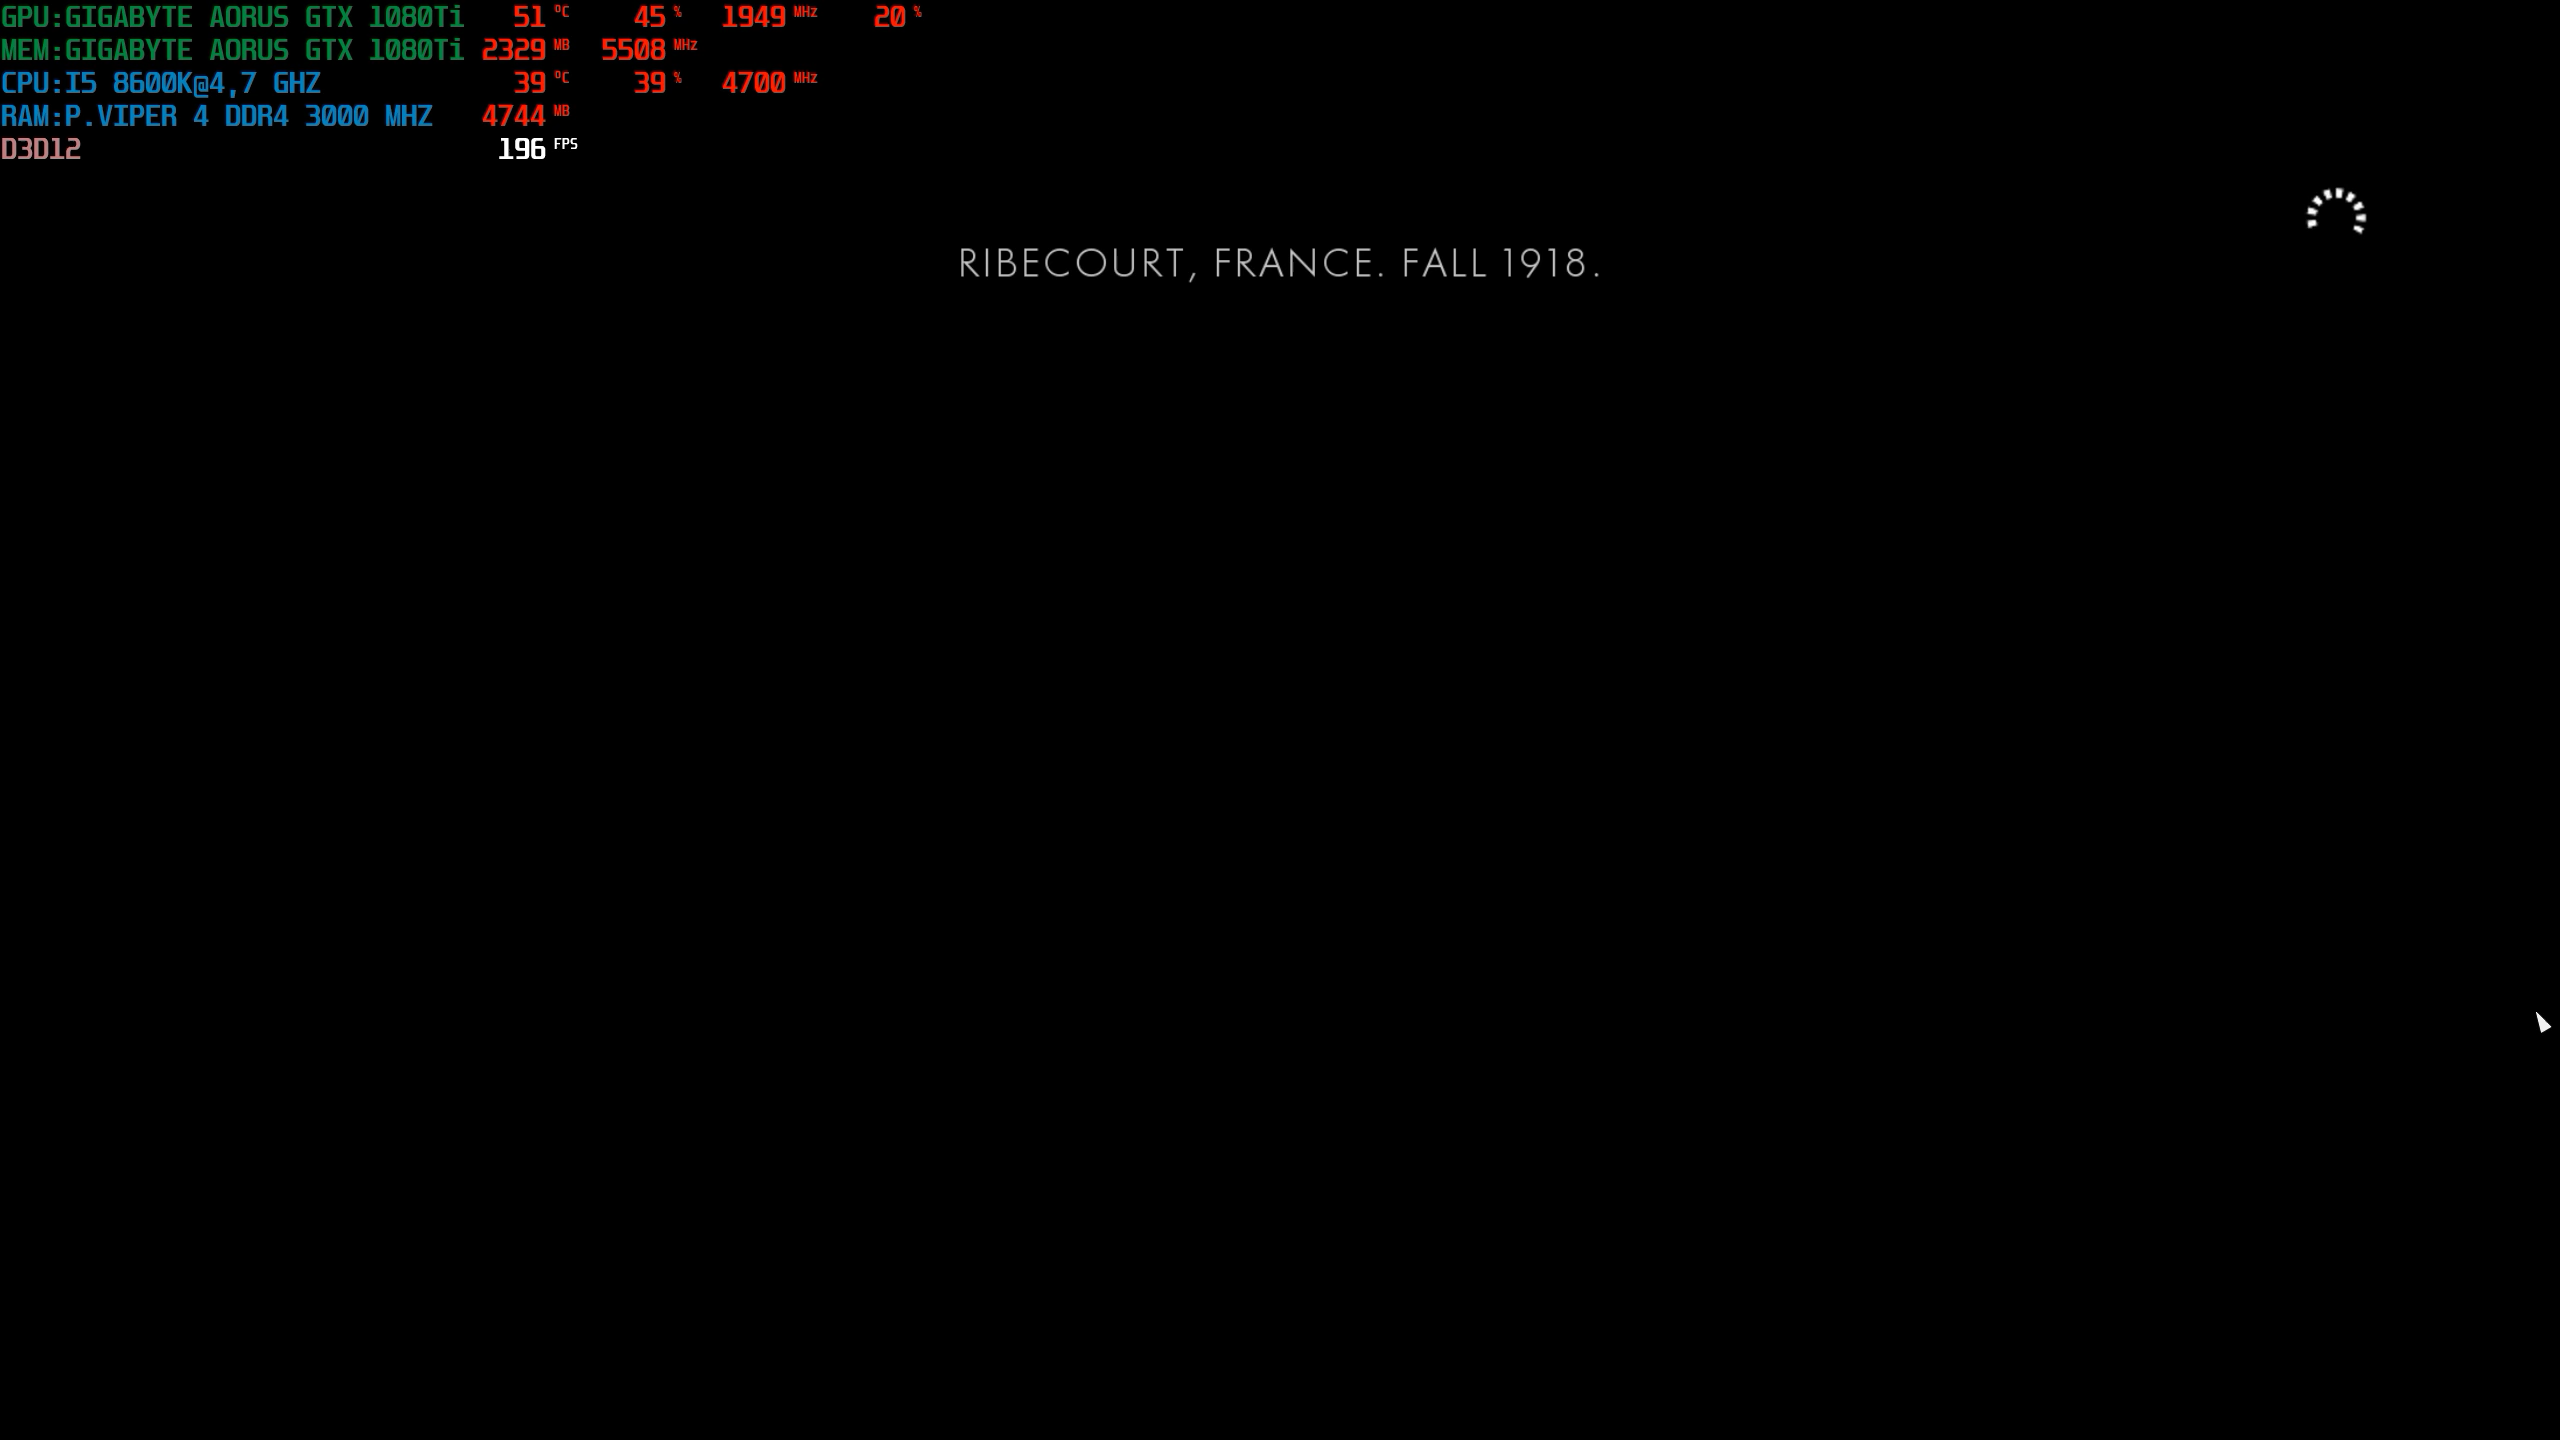 GPU:GIGABYTE AORUS GTX 1080Ti 51 °C 45 % 1949 MHz 20 %
MEM:GIGABYTE AORUS GTX 1080Ti 2329 MB 5508 MHz
CPU:I5 8600K@4,7 GHZ 39 °C 39 % 4700 MHz
RAM:P.VIPER 4 DDR4 3000 MHZ 4744 MB
D3D12 196 FPS
RIBECOURT, FRANCE. FALL 1918.